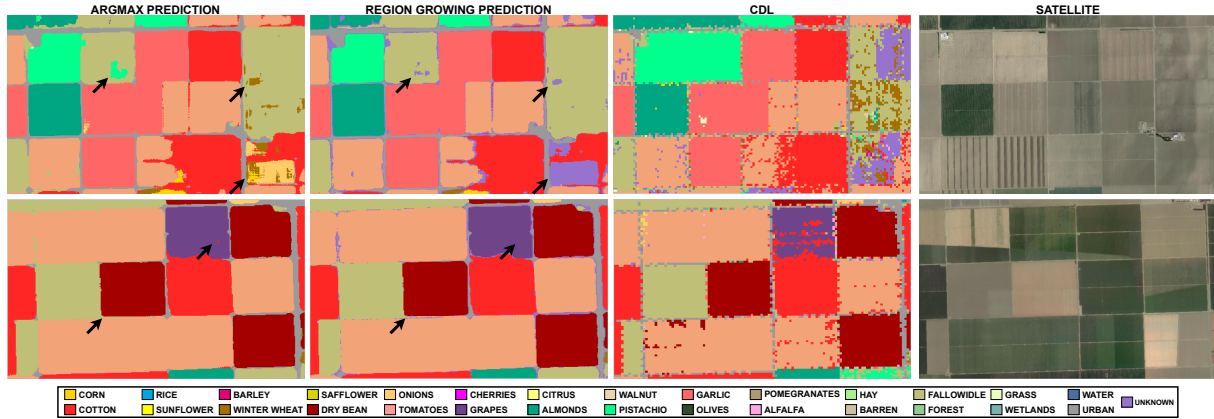 ARGMAX PREDICTION REGION GROWING PREDICTION CDL SATELLITE
CORN RICE BARLEY SAFFLOWER ONIONS CHERRIES CITRUS WALNUT GARLIC POMEGRANATES HAY FALLOWIDLE GRASS WATER UNKNOWN
COTTON SUNFLOWER WINTER WHEAT DRY BEAN TOMATOES GRAPES ALMONDS PISTACHIO OLIVES ALFALFA BARREN FOREST WETLANDS URBAN